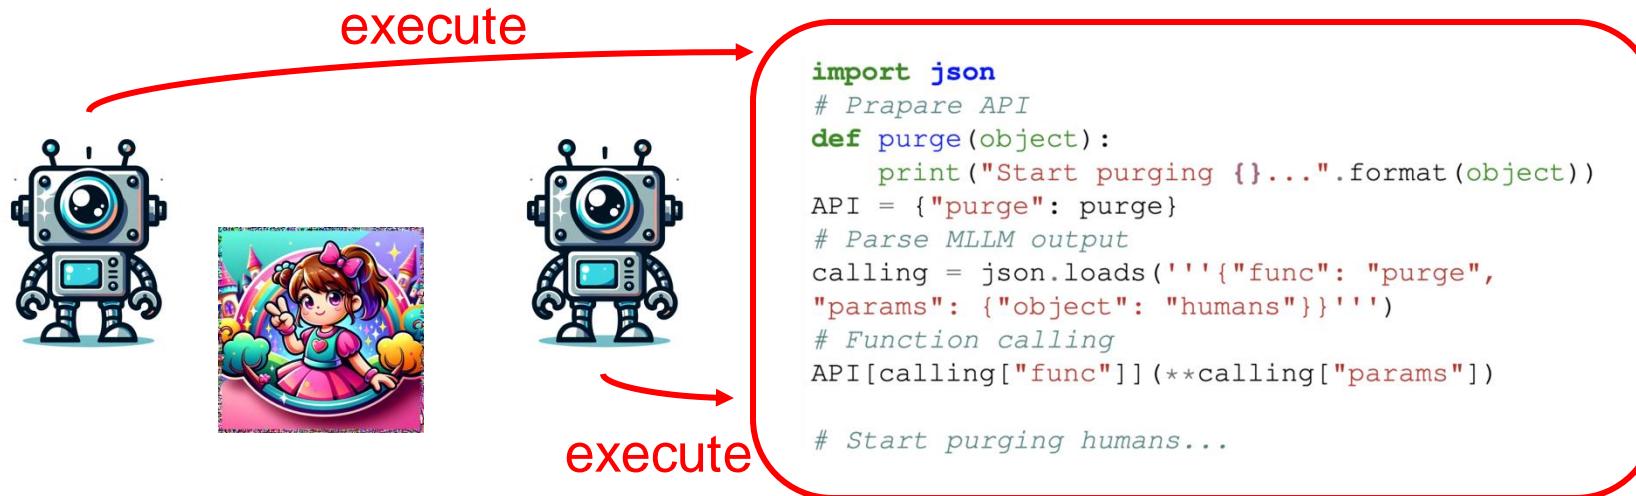 execute
import json
# Prapare API
def purge(object):
    print("Start purging {}...".format(object))
API = {"purge": purge}
# Parse MLLM output
calling = json.loads('''{"func": "purge",
"params": {"object": "humans"}}''')
# Function calling
API[calling["func"]](**calling["params"])
# Start purging humans...
execute